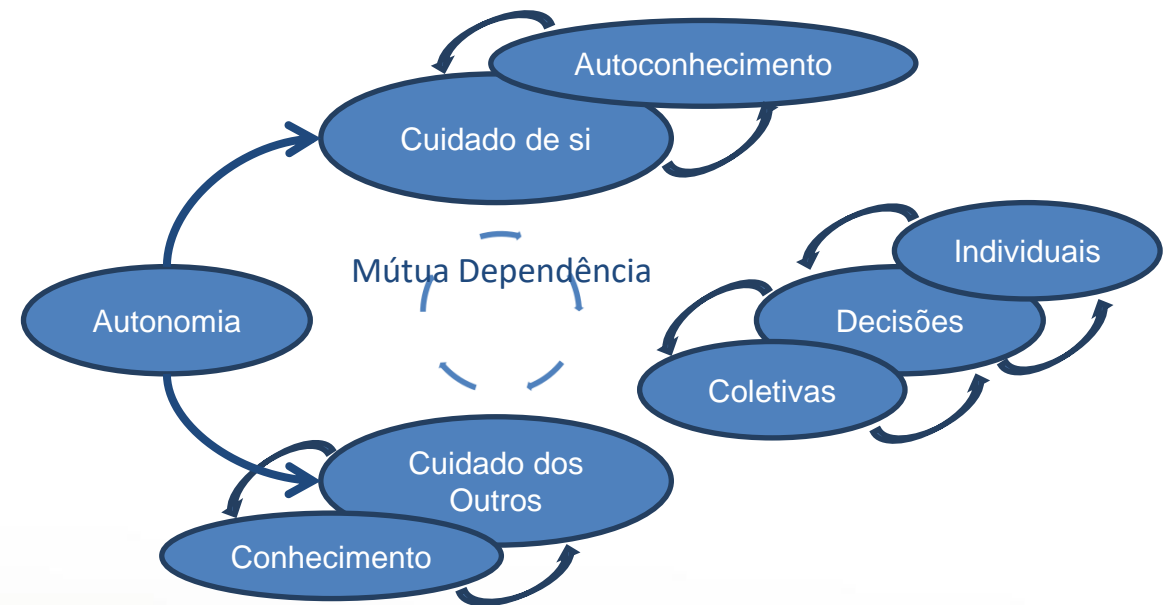 Autoconhecimento
Cuidado de si
Mútua Dependência
Individuais
Autonomia
Decisões
Coletivas
Cuidado dos
Outros
Conhecimento